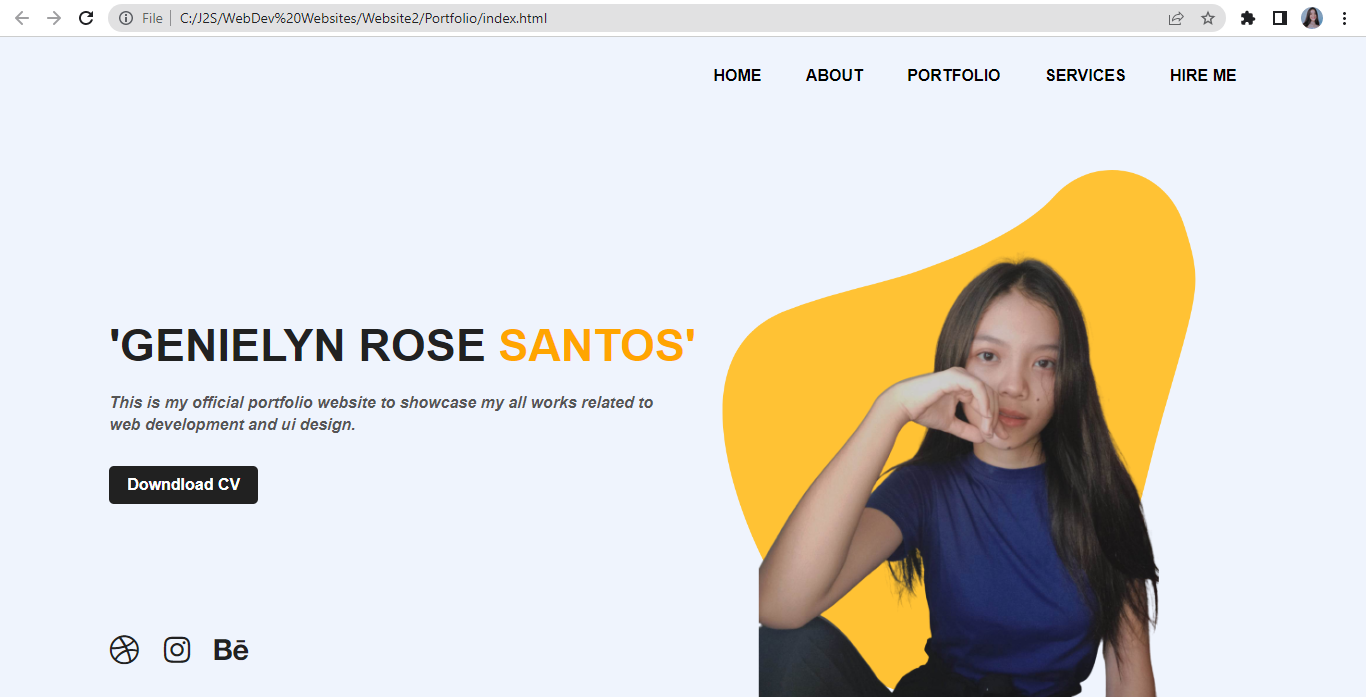 File | C:/J2S/WebDev%20Websites/Website2/Portfolio/index.html
HOME ABOUT PORTFOLIO SERVICES HIRE ME
'GENIELYN ROSE SANTOS'
This is my official portfolio website to showcase my all works related to
web development and ui design.
Downdload CV
Bē